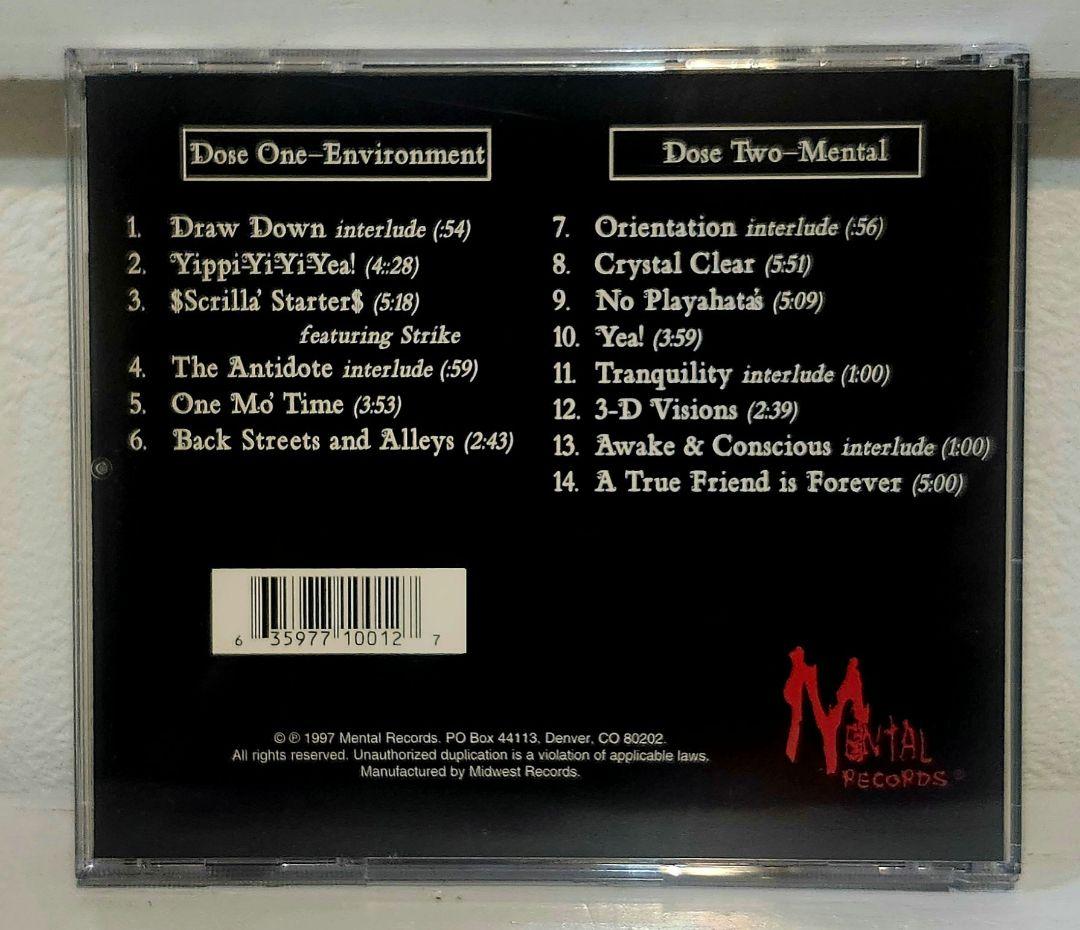 Dose One–Environment
1. Draw Down interlude (:54)
2. Yippi-Yi-Yi-Yea! (4:28)
3. $Scrilla' Starter$ (5:18)
featuring Strike
4. The Antidote interlude (:59)
5. One Mo' Time (3:53)
6. Back Streets and Alleys (2:43)
Dose Two–Mental
7. Orientation interlude (:56)
8. Crystal Clear (5:51)
9. No Playahata's (5:09)
10. Yea! (3:59)
11. Tranquility interlude (1:00)
12. 3-D Visions (2:39)
13. Awake & Conscious interlude (1:00)
14. A True Friend is Forever (5:00)
6 35977 10012 7
© ℗ 1997 Mental Records. PO Box 44113, Denver, CO 80202.
All rights reserved. Unauthorized duplication is a violation of applicable laws.
Manufactured by Midwest Records.
Mental
Records®